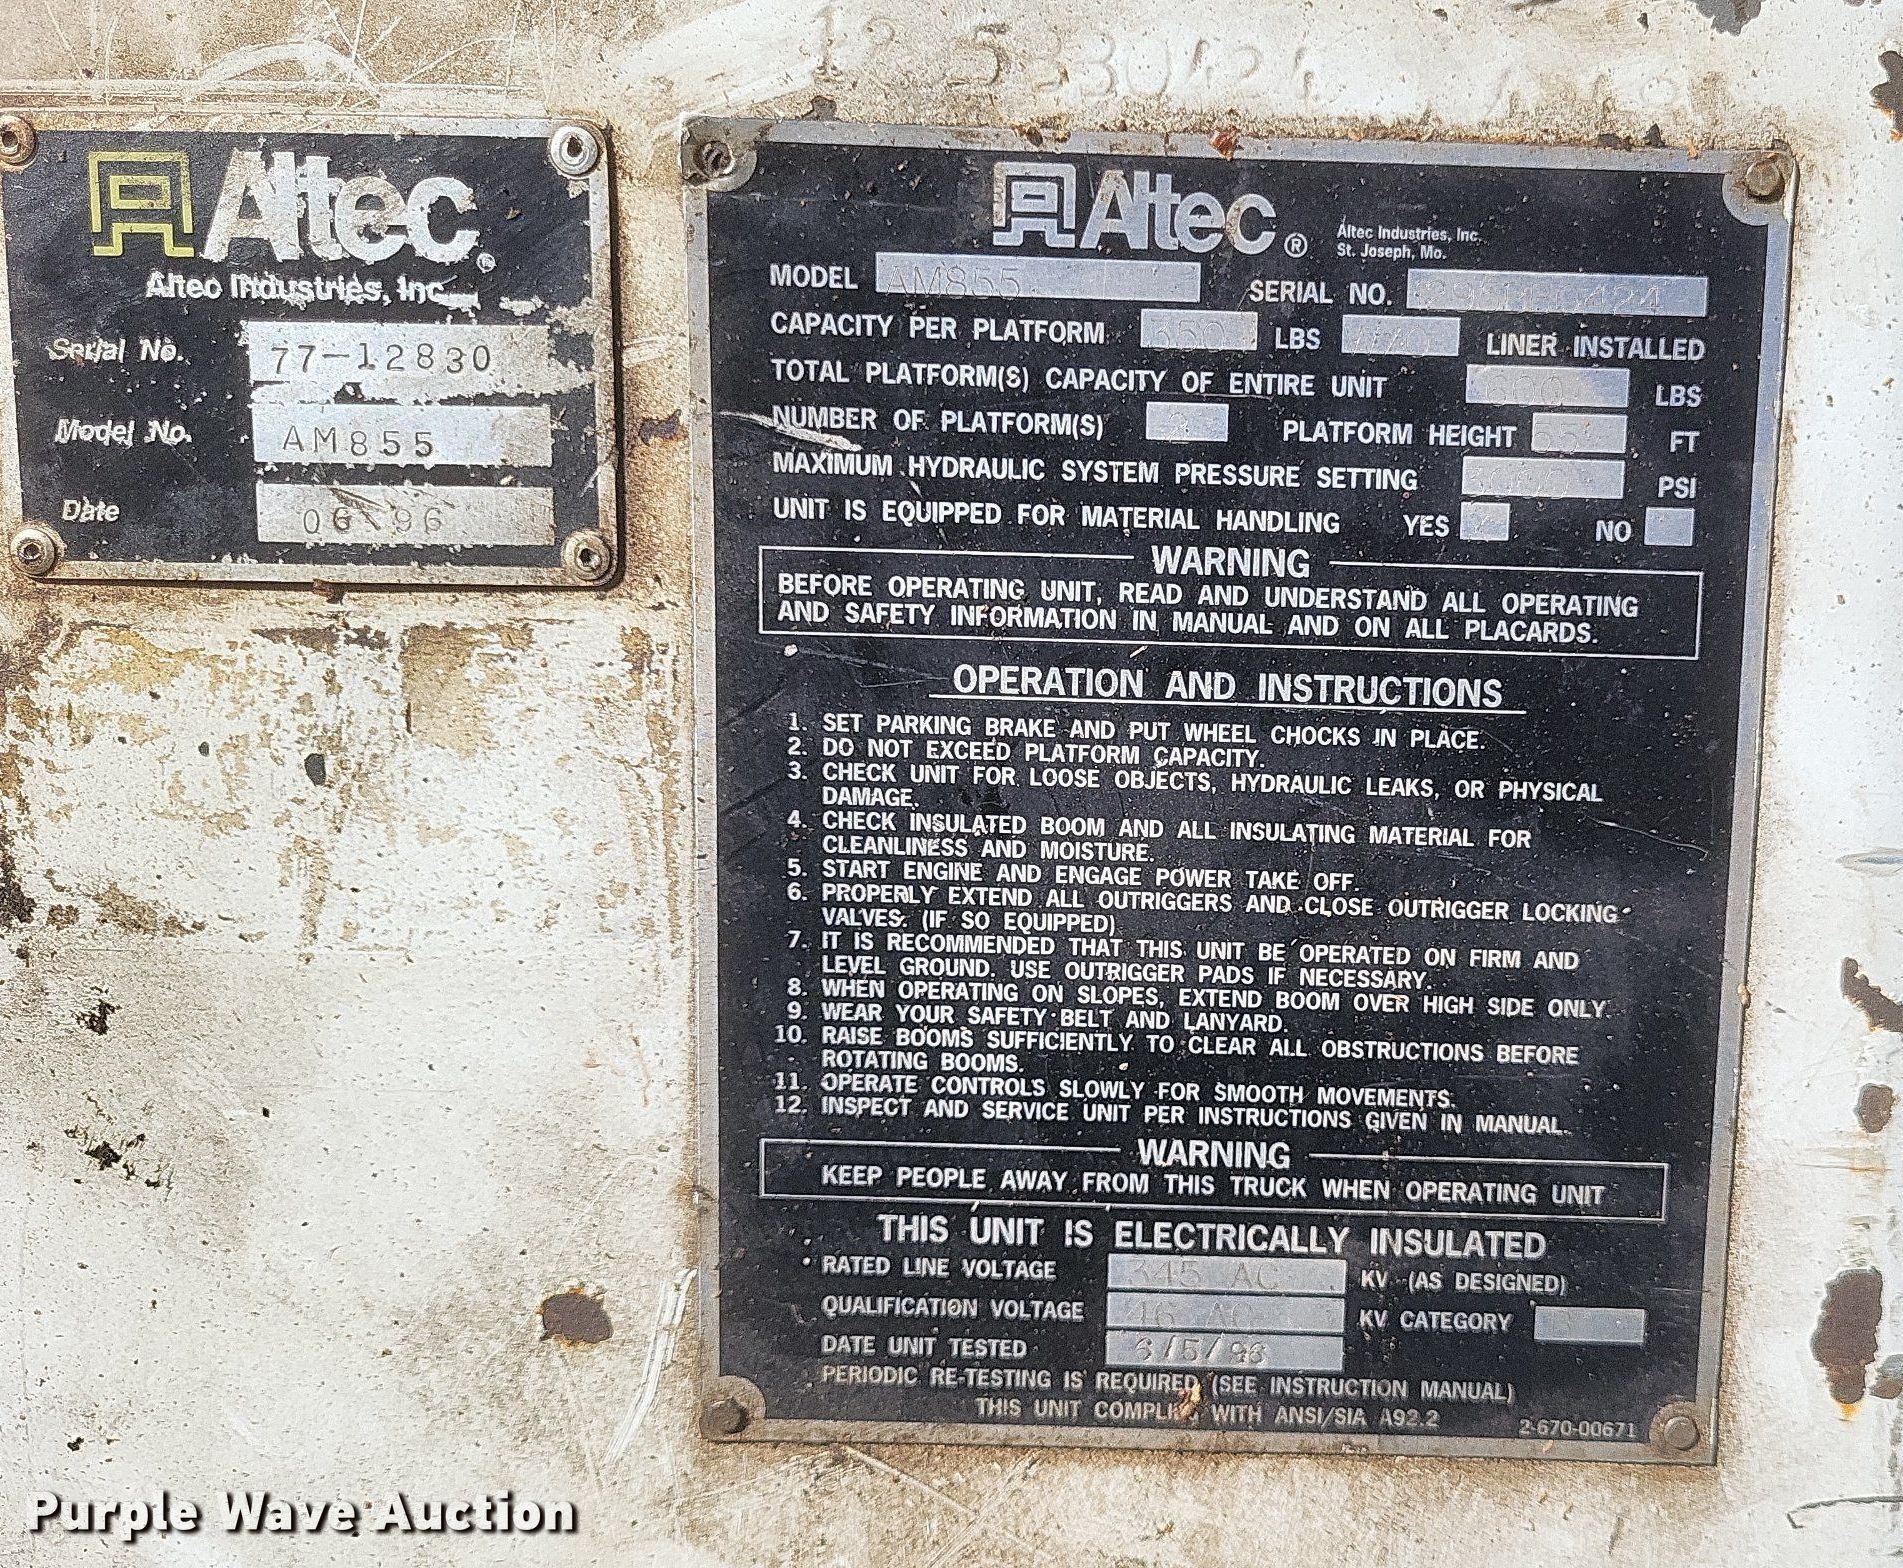 Altec
Altec Industries, Inc.
Serial No. 77-12830
Model No. AM855
Date 06 96
Altec ®
Altec Industries, Inc.
St. Joseph, Mo.
MODEL AM855 SERIAL NO.
CAPACITY PER PLATFORM 350 LBS LINER INSTALLED
TOTAL PLATFORM(S) CAPACITY OF ENTIRE UNIT 600 LBS
NUMBER OF PLATFORM(S) 2 PLATFORM HEIGHT FT
MAXIMUM HYDRAULIC SYSTEM PRESSURE SETTING 3000 PSI
UNIT IS EQUIPPED FOR MATERIAL HANDLING YES NO
WARNING
BEFORE OPERATING UNIT, READ AND UNDERSTAND ALL OPERATING
AND SAFETY INFORMATION IN MANUAL AND ON ALL PLACARDS.
OPERATION AND INSTRUCTIONS
1. SET PARKING BRAKE AND PUT WHEEL CHOCKS IN PLACE.
2. DO NOT EXCEED PLATFORM CAPACITY.
3. CHECK UNIT FOR LOOSE OBJECTS, HYDRAULIC LEAKS, OR PHYSICAL
DAMAGE.
4. CHECK INSULATED BOOM AND ALL INSULATING MATERIAL FOR
CLEANLINESS AND MOISTURE.
5. START ENGINE AND ENGAGE POWER TAKE OFF.
6. PROPERLY EXTEND ALL OUTRIGGERS AND CLOSE OUTRIGGER LOCKING
VALVES. (IF SO EQUIPPED)
7. IT IS RECOMMENDED THAT THIS UNIT BE OPERATED ON FIRM AND
LEVEL GROUND. USE OUTRIGGER PADS IF NECESSARY.
8. WHEN OPERATING ON SLOPES, EXTEND BOOM OVER HIGH SIDE ONLY.
9. WEAR YOUR SAFETY BELT AND LANYARD.
10. RAISE BOOMS SUFFICIENTLY TO CLEAR ALL OBSTRUCTIONS BEFORE
ROTATING BOOMS.
11. OPERATE CONTROLS SLOWLY FOR SMOOTH MOVEMENTS.
12. INSPECT AND SERVICE UNIT PER INSTRUCTIONS GIVEN IN MANUAL.
WARNING
KEEP PEOPLE AWAY FROM THIS TRUCK WHEN OPERATING UNIT
THIS UNIT IS ELECTRICALLY INSULATED
RATED LINE VOLTAGE 345 AC KV (AS DESIGNED)
QUALIFICATION VOLTAGE 46 AC KV CATEGORY B
DATE UNIT TESTED 6/5/96
PERIODIC RE-TESTING IS REQUIRED (SEE INSTRUCTION MANUAL)
THIS UNIT COMPLIES WITH ANSI/SIA A92.2
2-670-00671
Purple Wave Auction